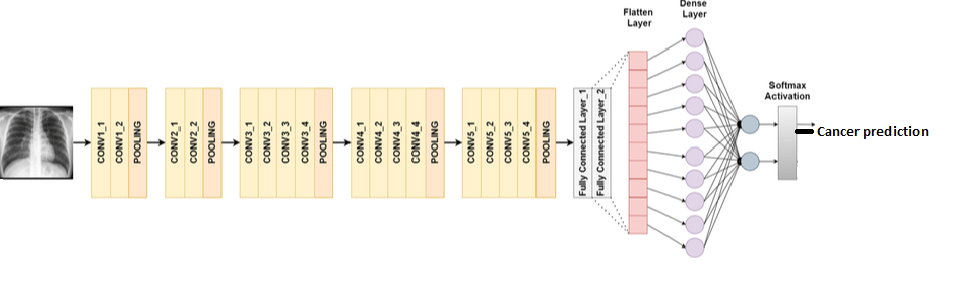 CONV1_1
CONV1_2
POOLING
CONV2_1
CONV2_2
POOLING
CONV3_1
CONV3_2
CONV3_3
CONV3_4
POOLING
CONV4_1
CONV4_2
CONV4_3
CONV4_4
POOLING
CONV5_1
CONV5_2
CONV5_3
CONV5_4
POOLING
Fully Connected Layer_1
Fully Connected Layer_2
Flatten
Layer
Dense
Layer
Softmax
Activation
Cancer prediction